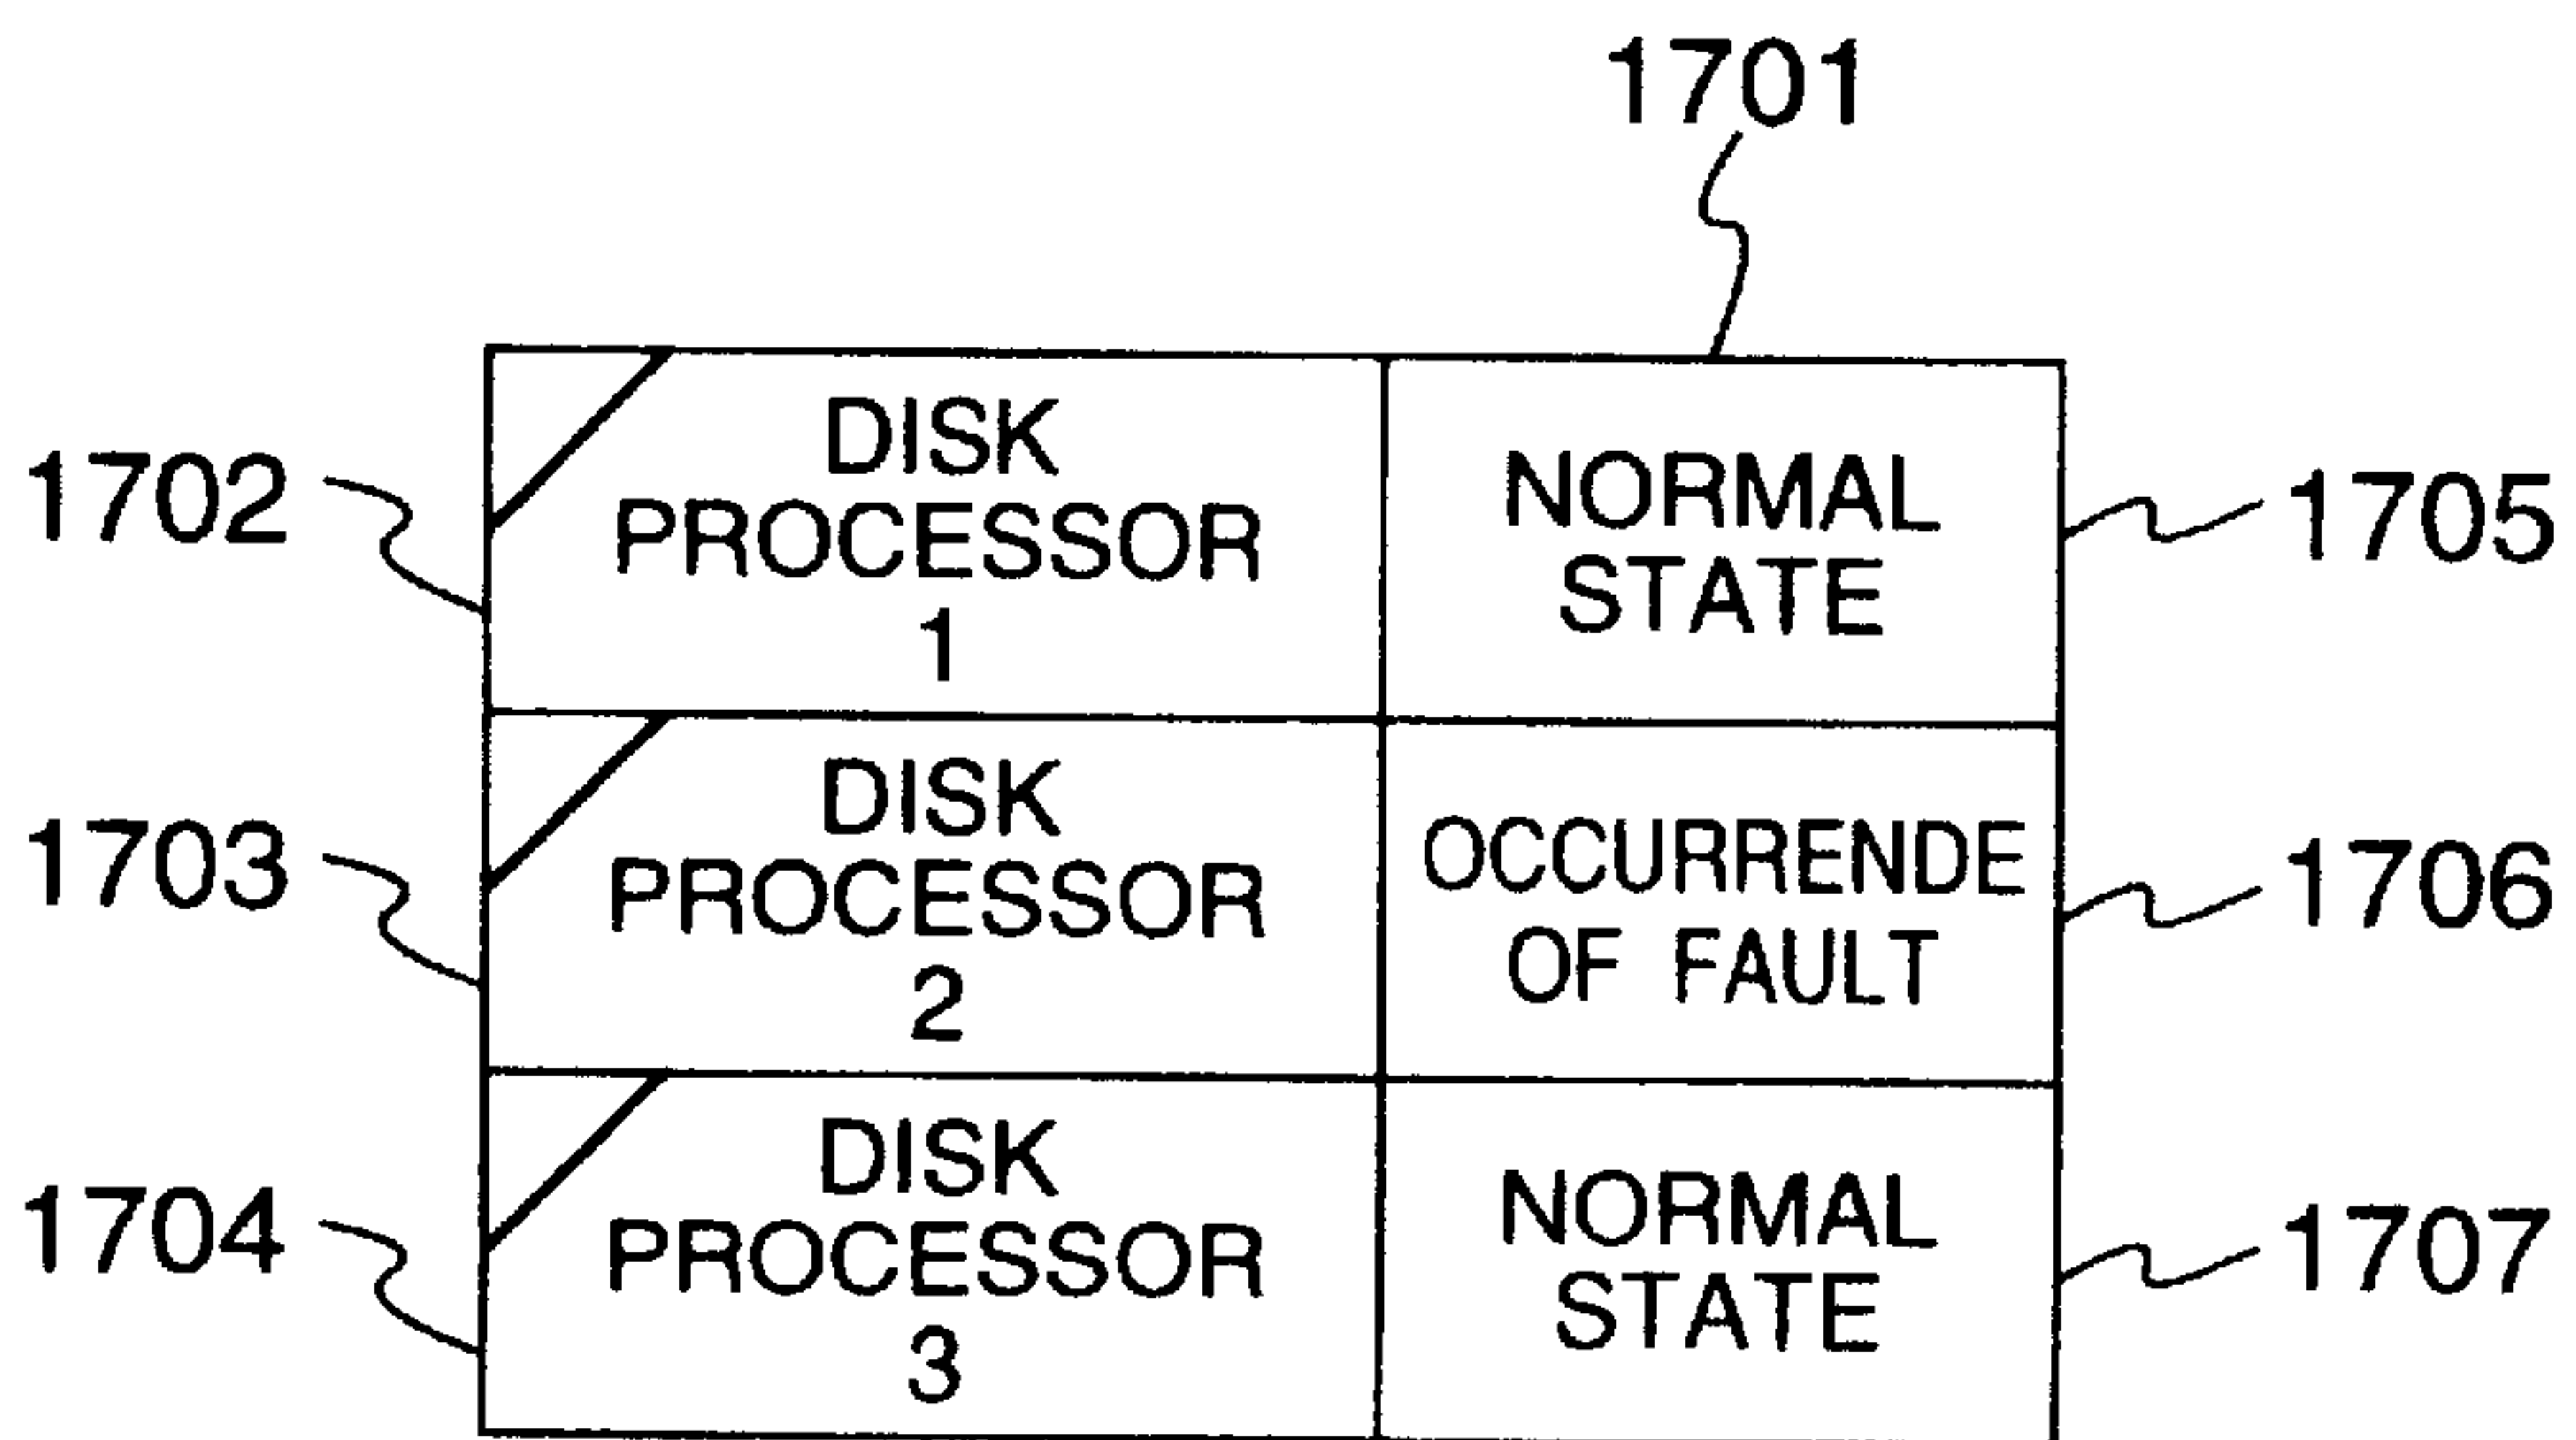 1701
1702
DISK
PROCESSOR
1
NORMAL
STATE
1705
1703
DISK
PROCESSOR
2
OCCURRENDE
OF FAULT
1706
1704
DISK
PROCESSOR
3
NORMAL
STATE
1707